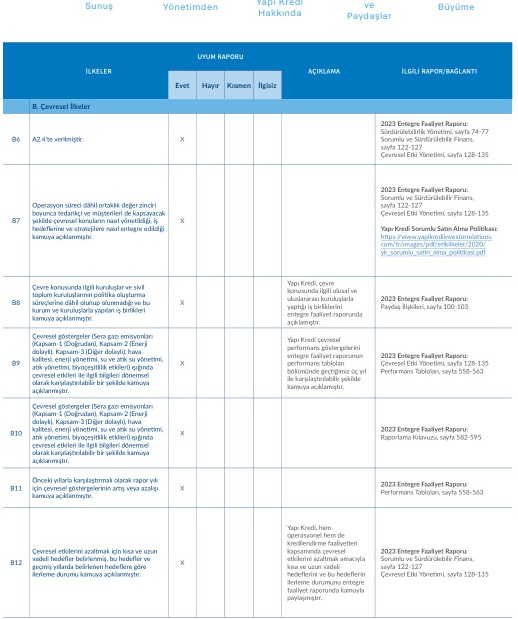 Sunuş
Yönetimden
Yapı Kredi
Hakkında
ve
Paydaşlar
Büyüme
İLKELER
UYUM RAPORU
Evet
Hayır
Kısmen
İlgisiz
AÇIKLAMA
İLGİLİ RAPOR/BAĞLANTI
B. Çevresel İlkeler
B6
A2.4'te verilmiştir.
X
2023 Entegre Faaliyet Raporu:
Sürdürülebilirlik Yönetimi, sayfa 74-77
Sorumlu ve Sürdürülebilir Finans,
sayfa 122-127
Çevresel Etki Yönetimi, sayfa 128-135
B7
Operasyon süreci dâhil ortaklık değer zinciri
boyunca tedarikçi ve müşterileri de kapsayacak
şekilde çevresel konuların nasıl yönetildiği, iş
hedeflerine ve stratejilere nasıl entegre edildiği
kamuya açıklanmıştır.
X
2023 Entegre Faaliyet Raporu:
Sorumlu ve Sürdürülebilir Finans,
sayfa 122-127
Çevresel Etki Yönetimi, sayfa 128-135
Yapı Kredi Sorumlu Satın Alma Politikası:
https://www.yapikrediinvestorrelations.
com/tr/images/pdf/etikilkeler/2020/
yk_sorumlu_satin_alma_politikasi.pdf
B8
Çevre konusunda ilgili kuruluşlar ve sivil
toplum kuruluşlarının politika oluşturma
süreçlerine dâhil olunup olunmadığı ve bu
kurum ve kuruluşlarla yapılan iş birlikleri
kamuya açıklanmıştır.
X
Yapı Kredi, çevre
konusunda ilgili ulusal ve
uluslararası kuruluşlarla
yaptığı iş birliklerini
entegre faaliyet raporunda
açıklamıştır.
2023 Entegre Faaliyet Raporu:
Paydaş İlişkileri, sayfa 100-103
B9
Çevresel göstergeler (Sera gazı emisyonları
(Kapsam-1 (Doğrudan), Kapsam-2 (Enerji
dolaylı), Kapsam-3 (Diğer dolaylı), hava
kalitesi, enerji yönetimi, su ve atık su yönetimi,
atık yönetimi, biyoçeşitlilik etkileri) ışığında
çevresel etkileri ile ilgili bilgileri dönemsel
olarak karşılaştırılabilir bir şekilde kamuya
açıklanmıştır.
X
Yapı Kredi çevresel
performans göstergelerini
entegre faaliyet raporunun
performans tabloları
bölümünde geçtiğimiz üç yıl
ile karşılaştırılabilir şekilde
kamuya açıklamıştır.
2023 Entegre Faaliyet Raporu:
Çevresel Etki Yönetimi, sayfa 128-135
Performans Tabloları, sayfa 558-563
B10
Çevresel göstergeler (Sera gazı emisyonları
(Kapsam-1 (Doğrudan), Kapsam-2 (Enerji
dolaylı), Kapsam-3 (Diğer dolaylı), hava
kalitesi, enerji yönetimi, su ve atık su yönetimi,
atık yönetimi, biyoçeşitlilik etkileri) ışığında
çevresel etkileri ile ilgili bilgileri dönemsel
olarak karşılaştırılabilir bir şekilde kamuya
açıklanmıştır.
X
2023 Entegre Faaliyet Raporu:
Raporlama Kılavuzu, sayfa 582-595
B11
Önceki yıllarla karşılaştırmalı olarak rapor yılı
için çevresel göstergelerinin artış veya azalışı
kamuya açıklanmıştır.
X
2023 Entegre Faaliyet Raporu:
Performans Tabloları, sayfa 558-563
B12
Çevresel etkilerini azaltmak için kısa ve uzun
vadeli hedefler belirlenmiş, bu hedefler ve
geçmiş yıllarda belirlenen hedeflere göre
ilerleme durumu kamuya açıklanmıştır.
X
Yapı Kredi, hem
operasyonel hem de
kredilendirme faaliyetleri
kapsamında çevresel
etkilerini azaltmak amacıyla
kısa ve uzun vadeli
hedeflerini ve bu hedeflerin
ilerleme durumunu entegre
faaliyet raporunda kamuyla
paylaşmıştır.
2023 Entegre Faaliyet Raporu:
Sorumlu ve Sürdürülebilir Finans,
sayfa 122-127
Çevresel Etki Yönetimi, sayfa 128-135